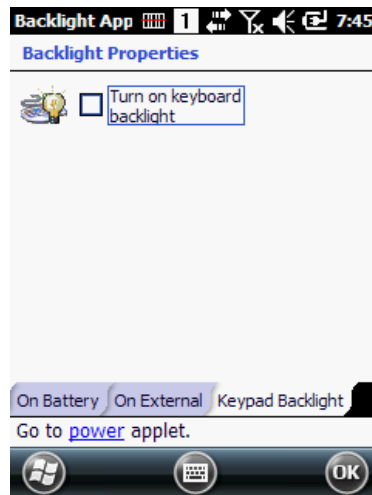 Backlight App 1 7:45
Backlight Properties
Turn on keyboard
backlight
On Battery On External Keypad Backlight
Go to power applet.
OK